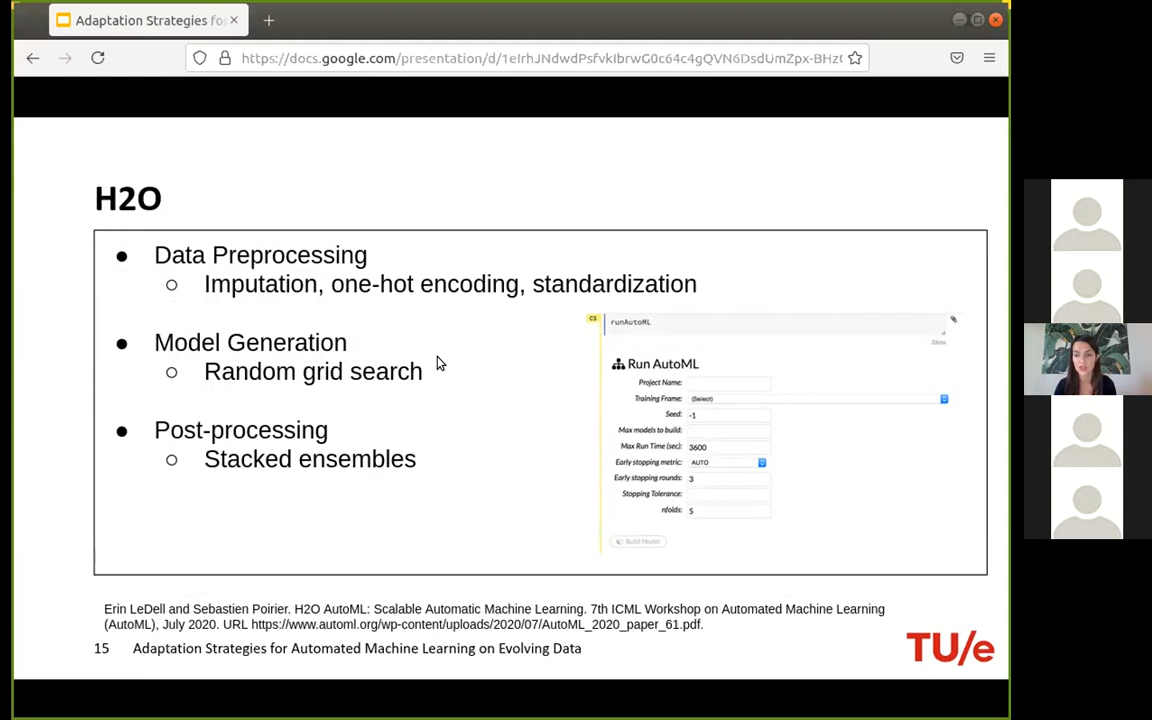 Adaptation Strategies fo
https://docs.google.com/presentation/d/1eIrhJNdwdPsfvkIbrwG0c64c4gQVN6DsdUmZpx-BHz
H2O
● Data Preprocessing
○ Imputation, one-hot encoding, standardization
● Model Generation
○ Random grid search
● Post-processing
○ Stacked ensembles
CS
runAutoML
26ms
Run AutoML
Project Name:
Training Frame: (Select)
Seed: -1
Max models to build:
Max Run Time (sec): 3600
Early stopping metric: AUTO
Early stopping rounds: 3
Stopping Tolerance:
nfolds: 5
Build Model
Erin LeDell and Sebastien Poirier. H2O AutoML: Scalable Automatic Machine Learning. 7th ICML Workshop on Automated Machine Learning
(AutoML), July 2020. URL https://www.automl.org/wp-content/uploads/2020/07/AutoML_2020_paper_61.pdf.
15 Adaptation Strategies for Automated Machine Learning on Evolving Data
TU/e